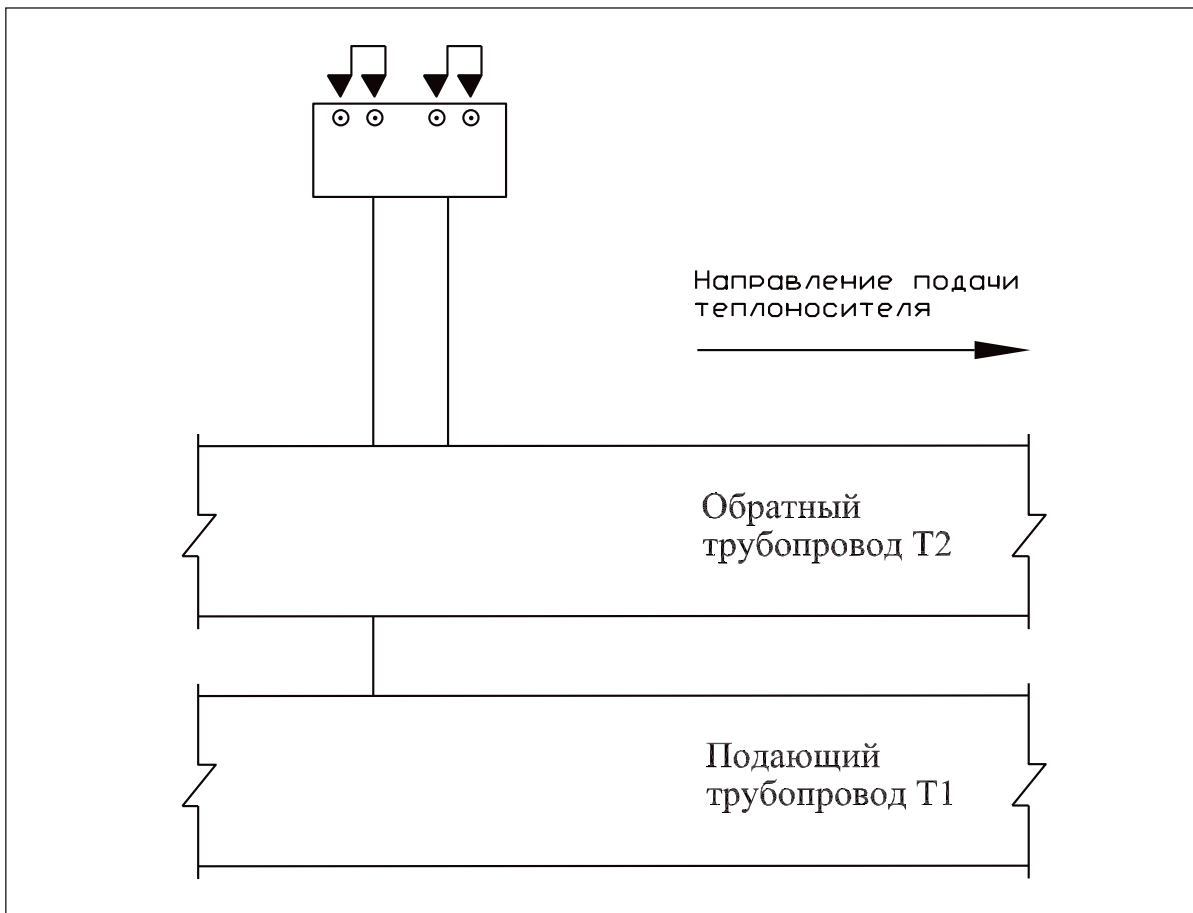 Направление подачи
теплоносителя
Обратный
трубопровод Т2
Подающий
трубопровод Т1